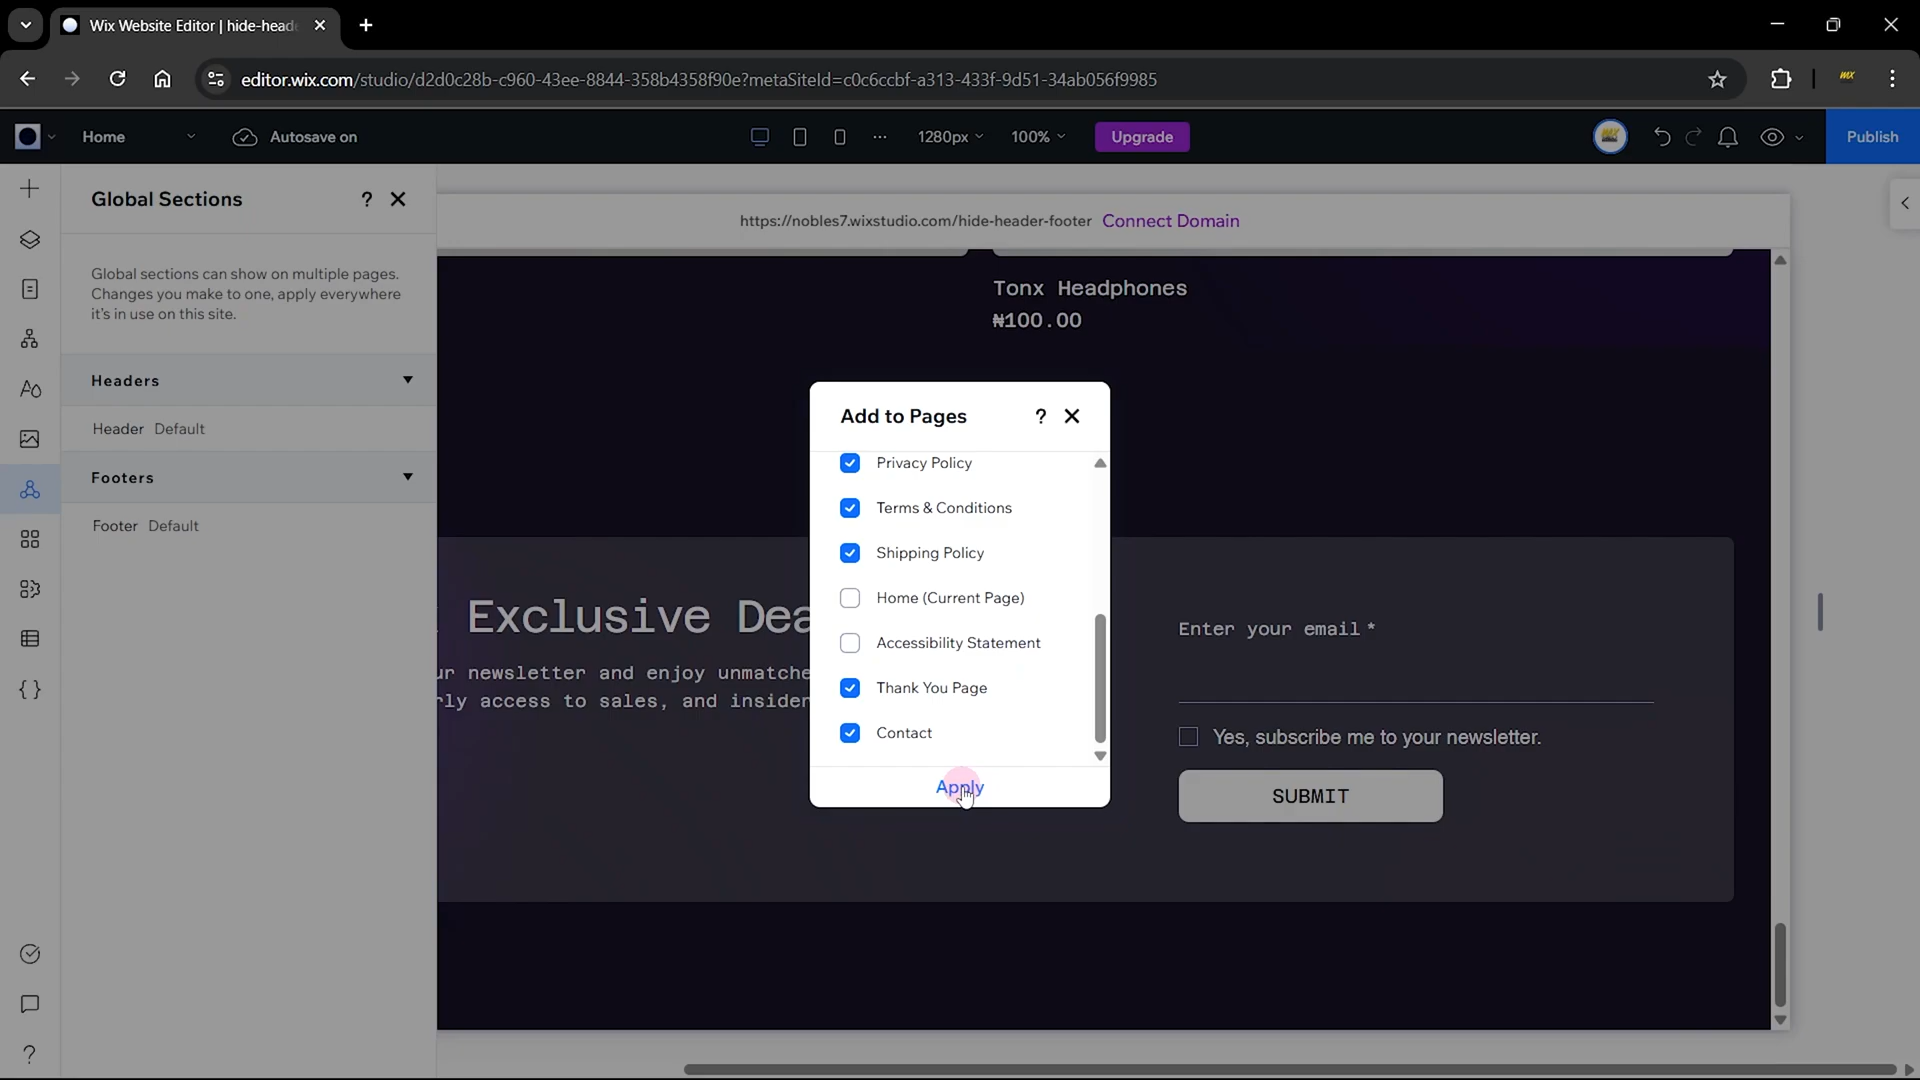 Wix Website Editor | hide-head
editor.wix.com/studio/d2d0c28b-c960-43ee-8844-358b4358f90e?metaSiteId=c0c6ccbf-a313-433f-9d51-34ab056f9985
Home
Autosave on
1280px
100%
Upgrade
Publish
Global Sections
?
Global sections can show on multiple pages.
Changes you make to one, apply everywhere
it's in use on this site.
Headers
Header Default
Footers
Footer Default
https://nobles7.wixstudio.com/hide-header-footer Connect Domain
Tonx Headphones
₦100.00
Add to Pages
?
Privacy Policy
Terms & Conditions
Shipping Policy
Home (Current Page)
Accessibility Statement
Thank You Page
Contact
Apply
Exclusive Dea
ur newsletter and enjoy unmatche
rly access to sales, and insider
Enter your email *
Yes, subscribe me to your newsletter.
SUBMIT
?